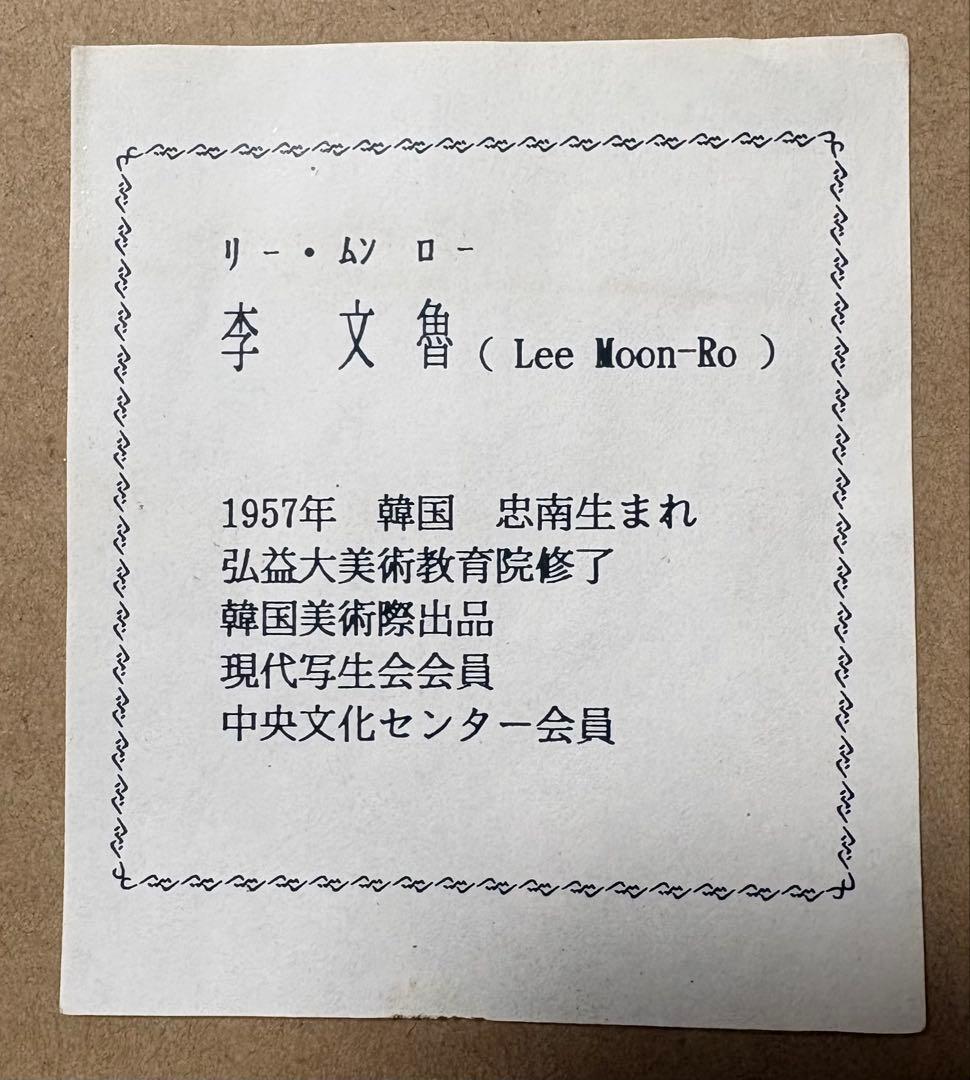 リー・ムン ロー
李 文 魯 ( Lee Moon-Ro )
1957年 韓国 忠南生まれ
弘益大美術教育院修了
韓国美術際出品
現代写生会会員
中央文化センター会員